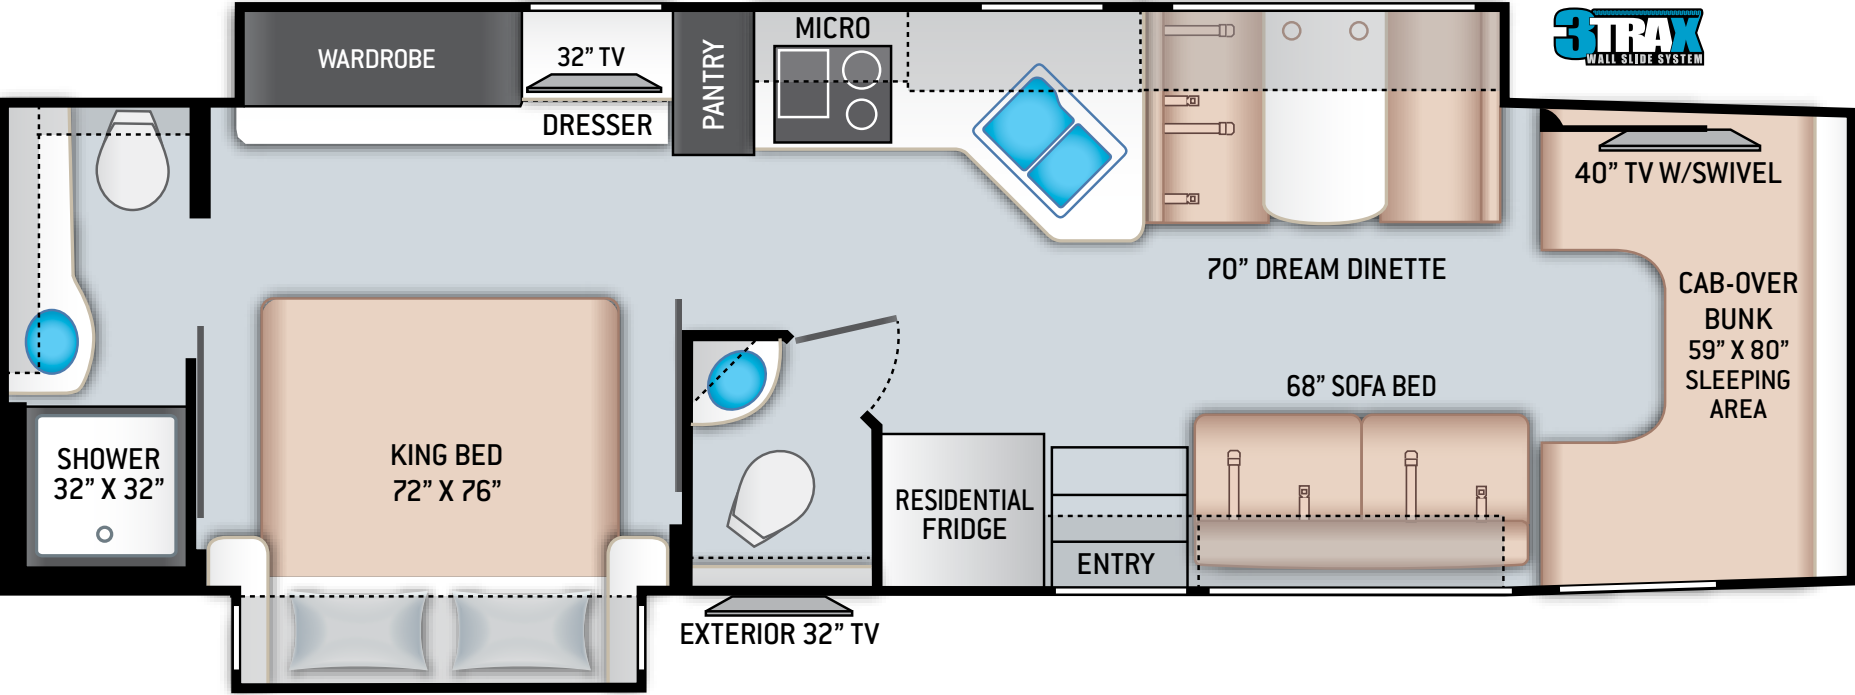 WARDROBE
32” TV
DRESSER
PANTRY
MICRO
3TRAX
WALL SLIDE SYSTEM
40” TV W/SWIVEL
70” DREAM DINETTE
CAB-OVER
BUNK
59” X 80”
SLEEPING
AREA
68” SOFA BED
KING BED
72” X 76”
SHOWER
32” X 32”
RESIDENTIAL
FRIDGE
ENTRY
EXTERIOR 32” TV